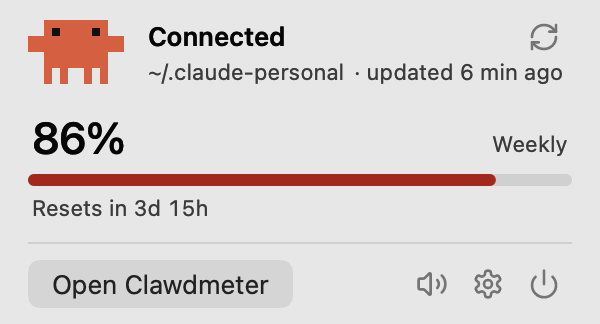 Connected
~/.claude-personal · updated 6 min ago
86%
Weekly
Resets in 3d 15h
Open Clawdmeter